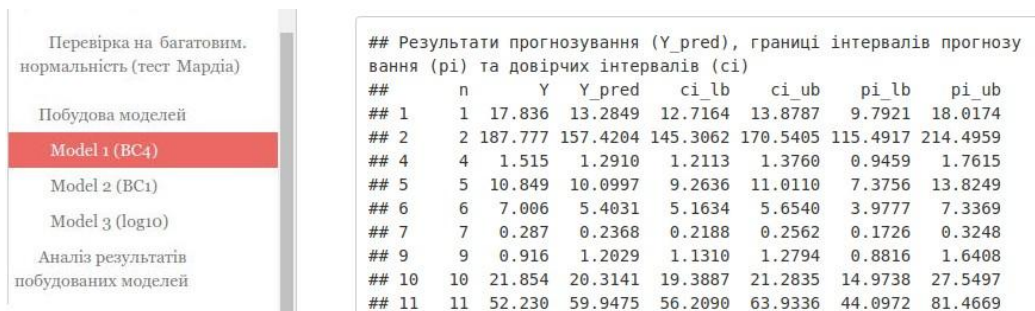 Перевірка на багатовим.
нормальність (тест Мардіа)
Побудова моделей
Model 1 (BC4)
Model 2 (BC1)
Model 3 (log10)
Аналіз результатів
побудованих моделей
## Результати прогнозування (Y_pred), границі інтервалів прогнозу
вання (pi) та довірчих інтервалів (ci)
## n Y Y_pred ci_lb ci_ub pi_lb pi_ub
## 1 1 17.836 13.2849 12.7164 13.8787 9.7921 18.0174
## 2 2 187.777 157.4204 145.3062 170.5405 115.4917 214.4959
## 4 4 1.515 1.2910 1.2113 1.3760 0.9459 1.7615
## 5 5 10.849 10.0997 9.2636 11.0110 7.3756 13.8249
## 6 6 7.006 5.4031 5.1634 5.6540 3.9777 7.3369
## 7 7 0.287 0.2368 0.2188 0.2562 0.1726 0.3248
## 9 9 0.916 1.2029 1.1310 1.2794 0.8816 1.6408
## 10 10 21.854 20.3141 19.3887 21.2835 14.9738 27.5497
## 11 11 52.230 59.9475 56.2090 63.9336 44.0972 81.4669